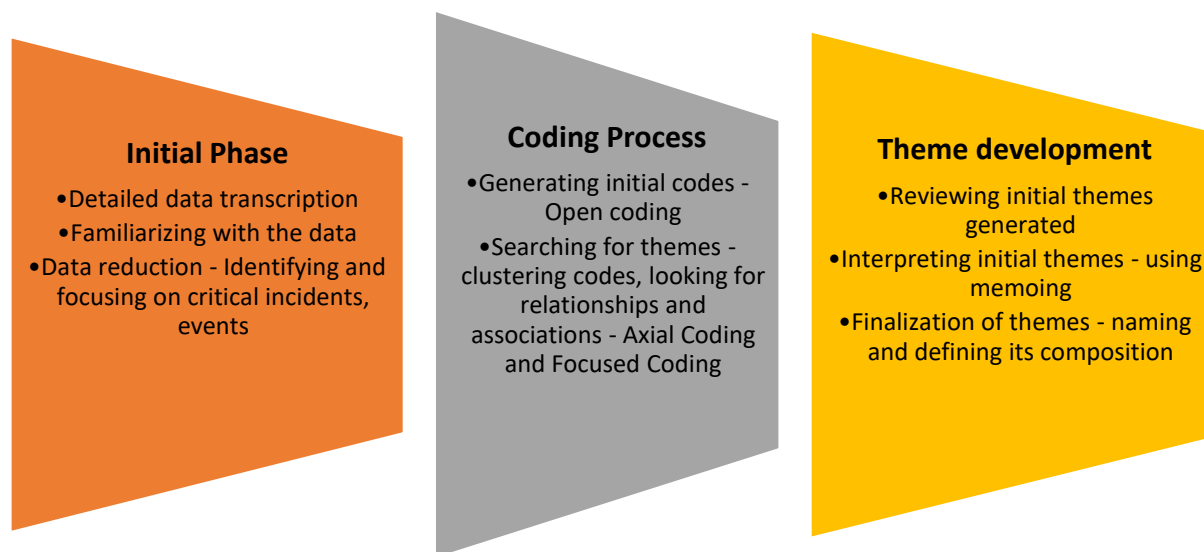 Initial Phase
•Detailed data transcription
•Familiarizing with the data
•Data reduction - Identifying and
focusing on critical incidents,
events
Coding Process
•Generating initial codes -
Open coding
•Searching for themes -
clustering codes, looking for
relationships and
associations - Axial Coding
and Focused Coding
Theme development
•Reviewing initial themes
generated
•Interpreting initial themes - using
memoing
•Finalization of themes - naming
and defining its composition